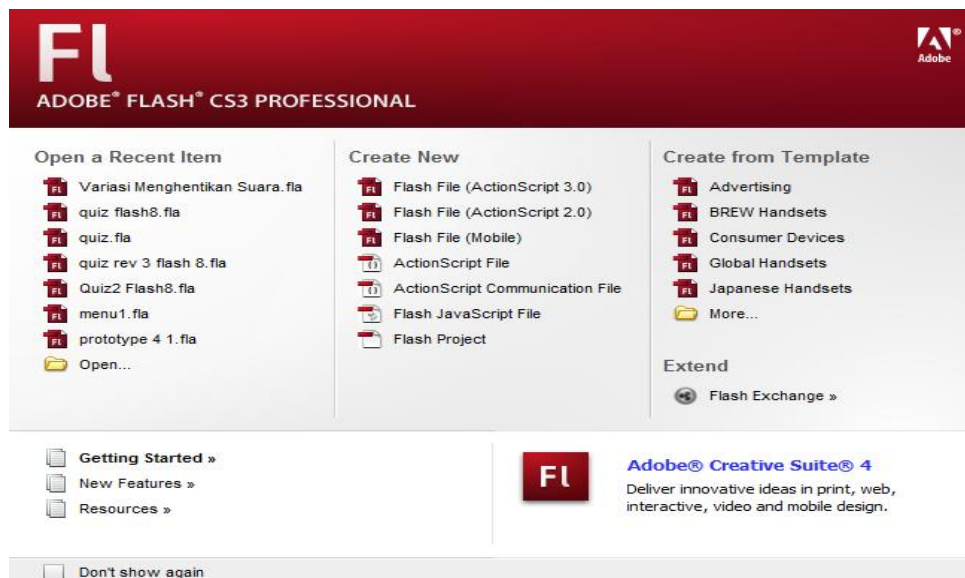 Fl
Adobe
ADOBE® FLASH® CS3 PROFESSIONAL
Open a Recent Item
Variasi Menghentikan Suara.fla
quiz flash8.fla
quiz.fla
quiz rev 3 flash 8.fla
Quiz2 Flash8.fla
menu1.fla
prototype 4 1.fla
Open...
Create New
Flash File (ActionScript 3.0)
Flash File (ActionScript 2.0)
Flash File (Mobile)
ActionScript File
ActionScript Communication File
Flash JavaScript File
Flash Project
Create from Template
Advertising
BREW Handsets
Consumer Devices
Global Handsets
Japanese Handsets
More...
Extend
Flash Exchange »
Getting Started »
New Features »
Resources »
Fl
Adobe® Creative Suite® 4
Deliver innovative ideas in print, web,
interactive, video and mobile design.
Don't show again